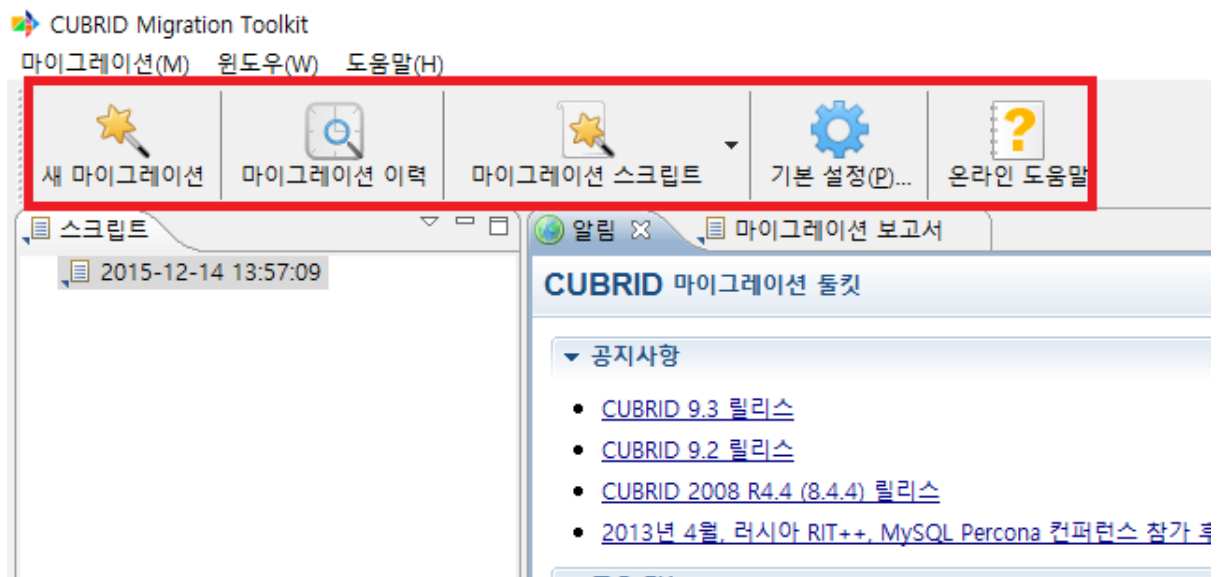 CUBRID Migration Toolkit
마이그레이션(M) 윈도우(W) 도움말(H)
새 마이그레이션 마이그레이션 이력 마이그레이션 스크립트 기본 설정(P)... 온라인 도움말
스크립트 알림 마이그레이션 보고서
2015-12-14 13:57:09
CUBRID 마이그레이션 툴킷
공지사항
CUBRID 9.3 릴리스
CUBRID 9.2 릴리스
CUBRID 2008 R4.4 (8.4.4) 릴리스
2013년 4월, 러시아 RIT++, MySQL Percona 컨퍼런스 참가